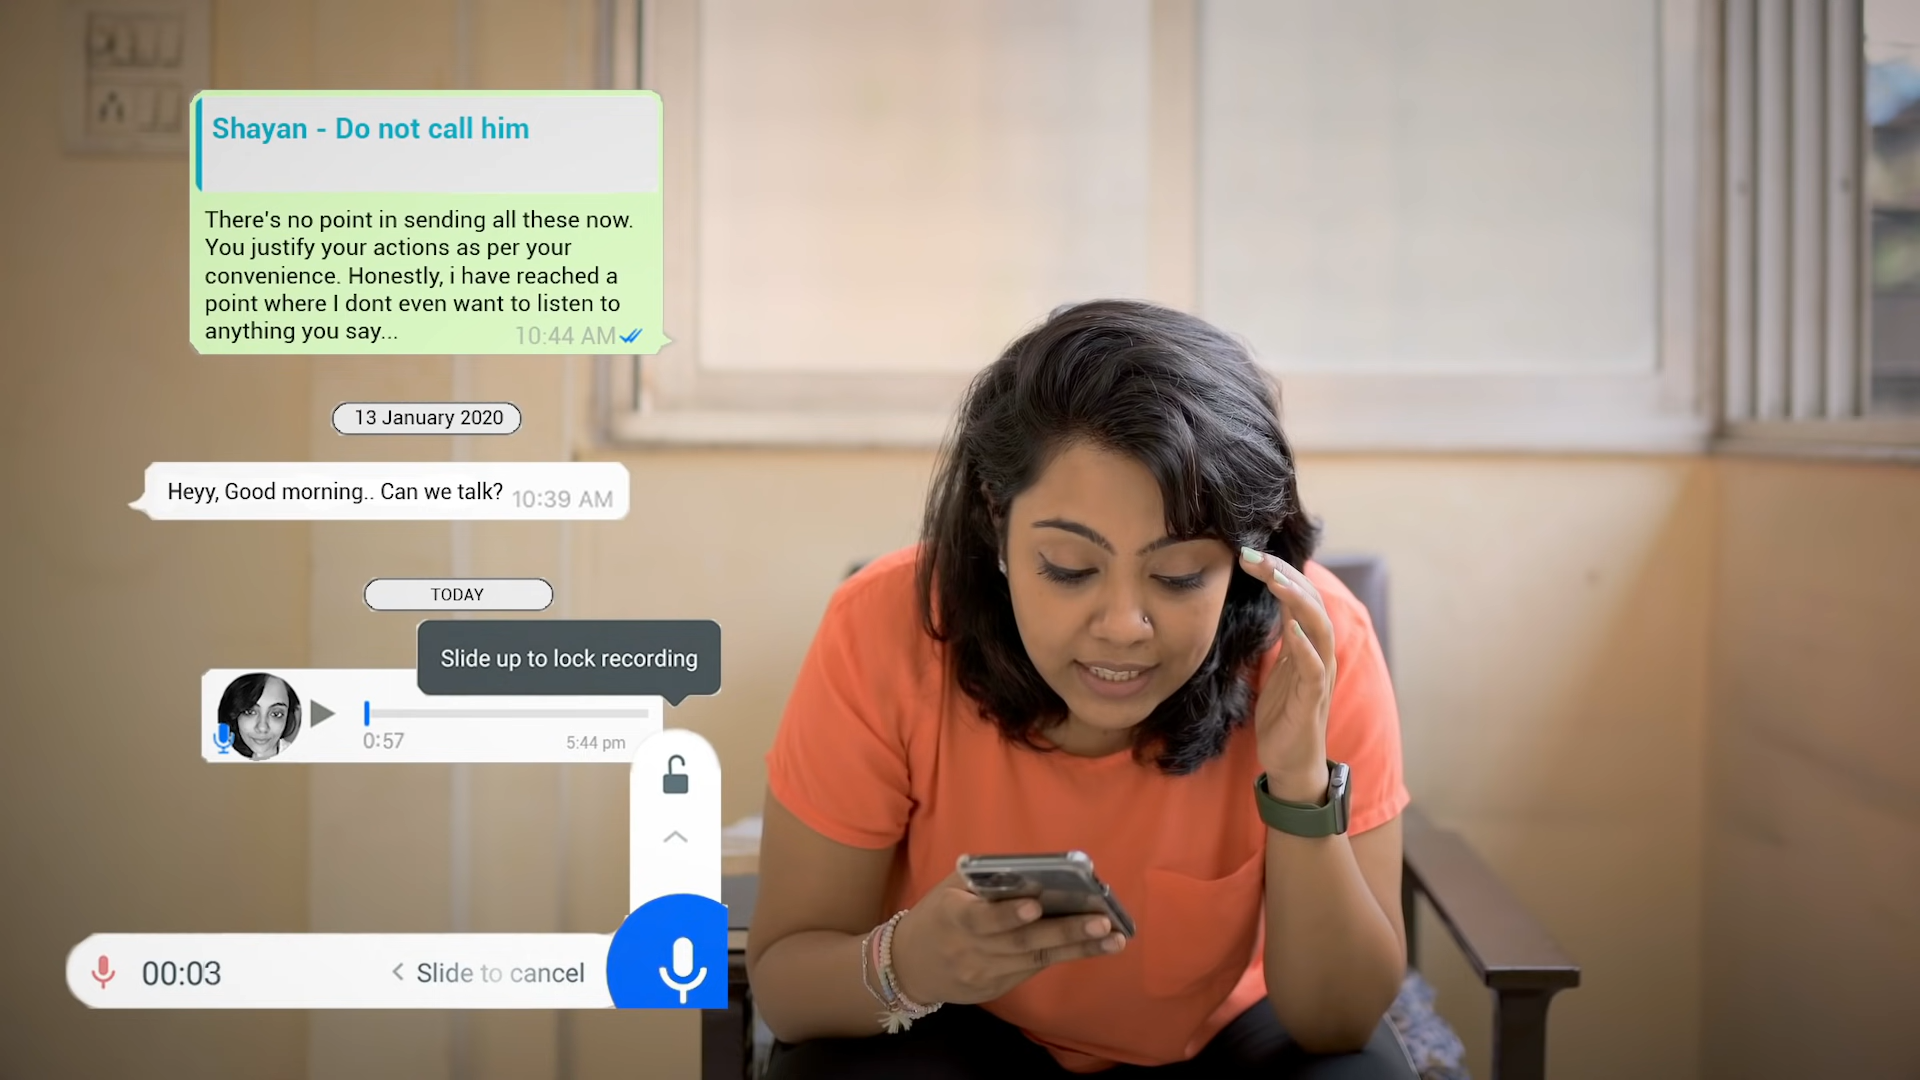 Shayan - Do not call him
There's no point in sending all these now.
You justify your actions as per your
convenience. Honestly, i have reached a
point where I dont even want to listen to
anything you say...
10:44 AM
13 January 2020
Heyy, Good morning.. Can we talk?
10:39 AM
TODAY
Slide up to lock recording
0:57
5:44 pm
00:03
< Slide to cancel